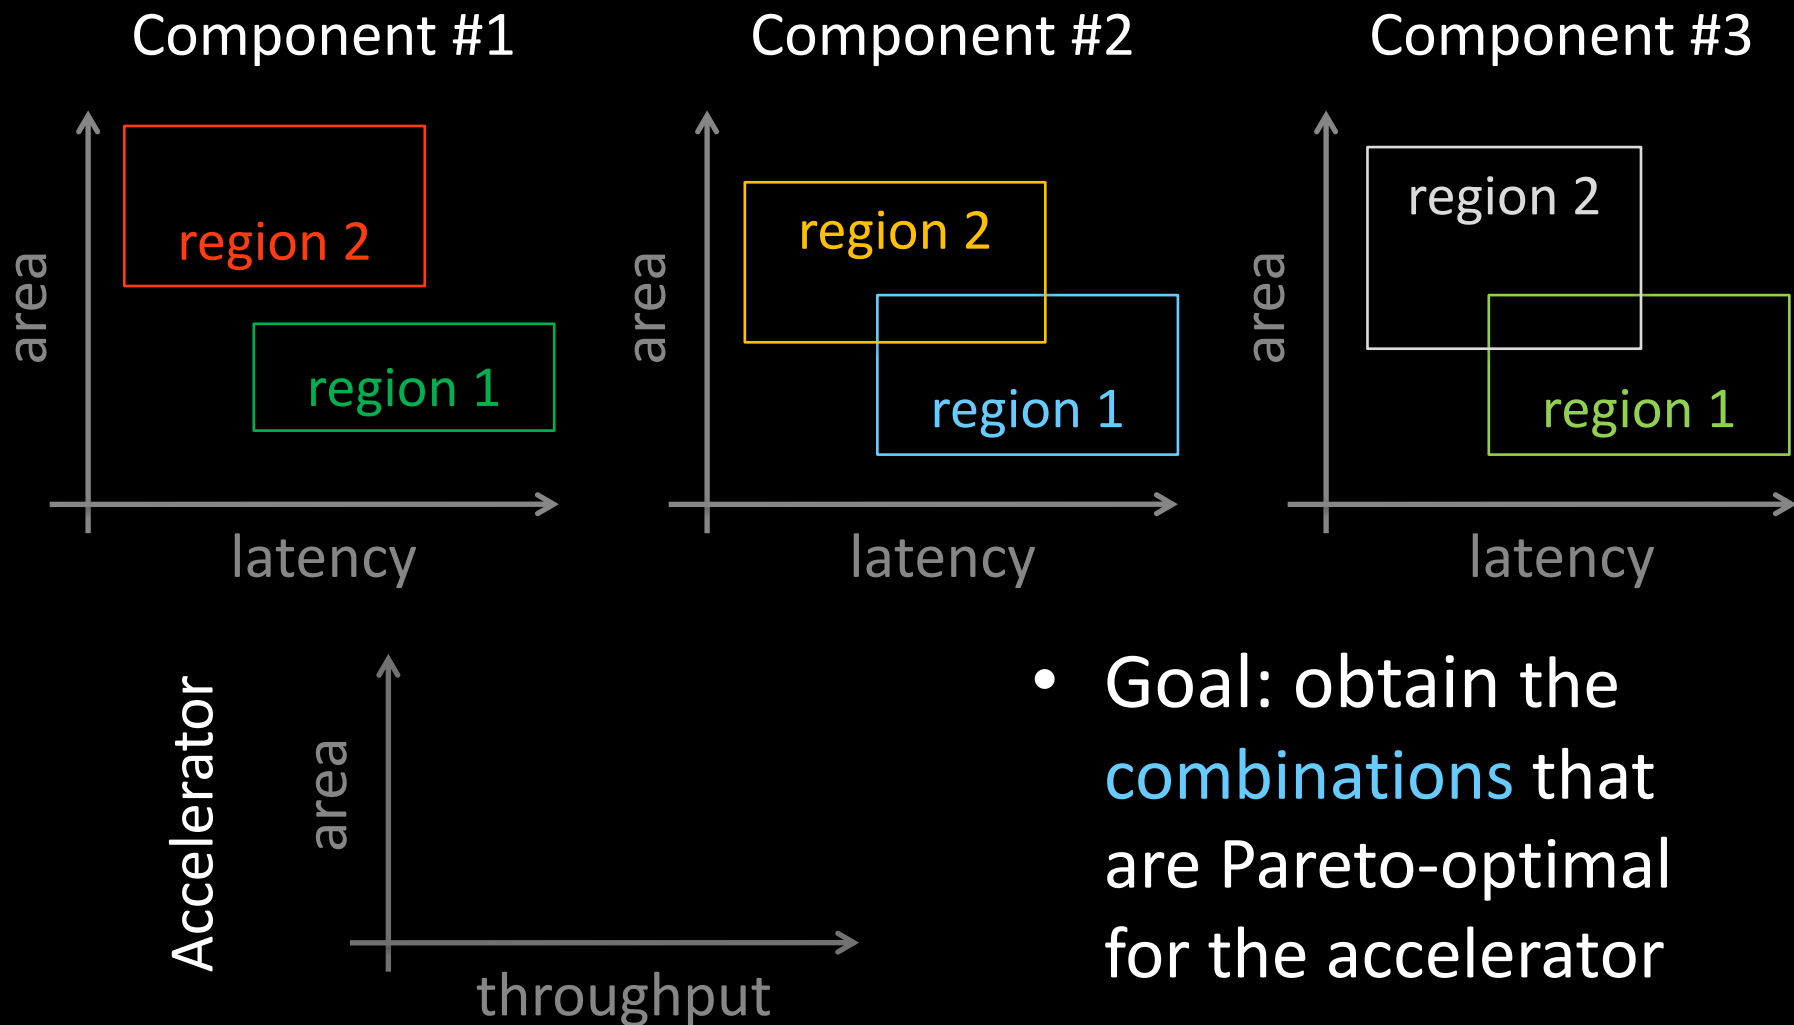 Component #1
Component #2
Component #3
area
region 2
region 1
latency
area
region 2
region 1
latency
area
region 2
region 1
latency
Accelerator
area
throughput
• Goal: obtain the
combinations that
are Pareto-optimal
for the accelerator